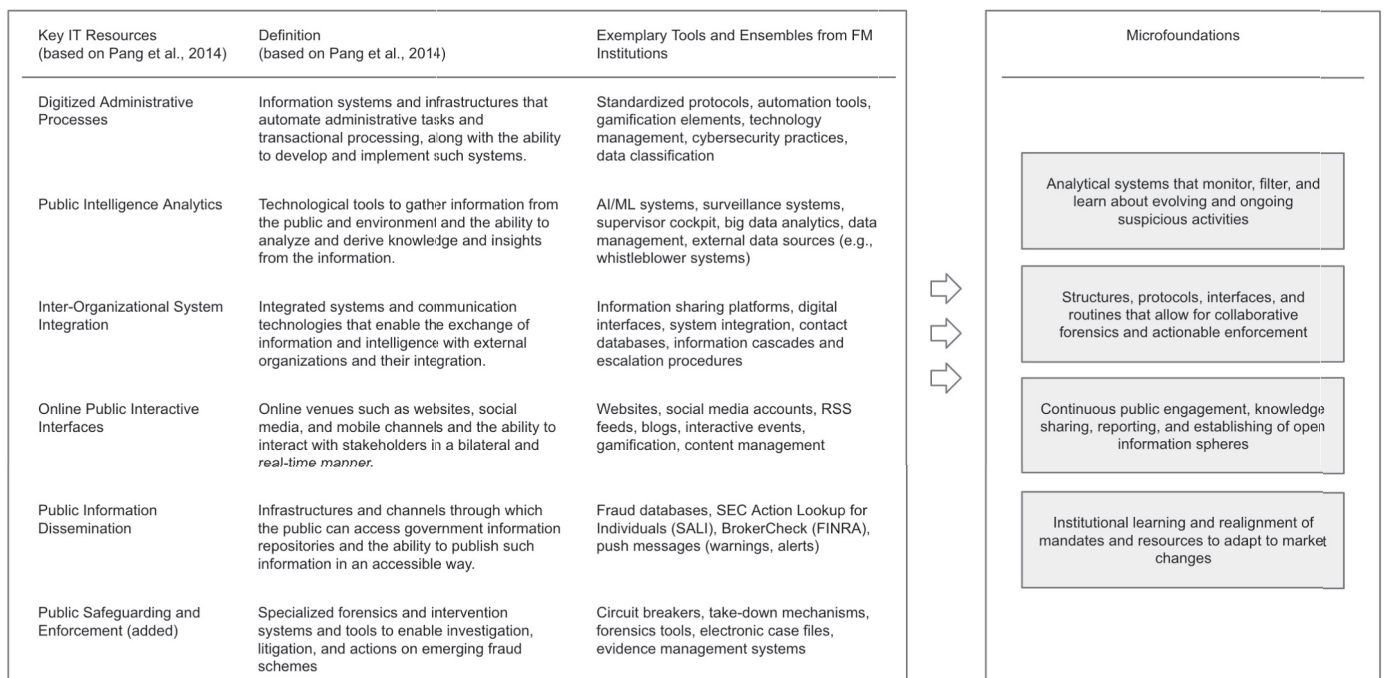 Key IT Resources
(based on Pang et al., 2014)
Definition
(based on Pang et al., 2014)
Exemplary Tools and Ensembles from FM
Institutions
Digitized Administrative
Processes
Information systems and infrastructures that
automate administrative tasks and
transactional processing, along with the ability
to develop and implement such systems.
Standardized protocols, automation tools,
gamification elements, technology
management, cybersecurity practices,
data classification
Public Intelligence Analytics
Technological tools to gather information from
the public and environment and the ability to
analyze and derive knowledge and insights
from the information.
AI/ML systems, surveillance systems,
supervisor cockpit, big data analytics, data
management, external data sources (e.g.,
whistleblower systems)
Inter-Organizational System
Integration
Integrated systems and communication
technologies that enable the exchange of
information and intelligence with external
organizations and their integration.
Information sharing platforms, digital
interfaces, system integration, contact
databases, information cascades and
escalation procedures
Online Public Interactive
Interfaces
Online venues such as websites, social
media, and mobile channels and the ability to
interact with stakeholders in a bilateral and
real-time manner.
Websites, social media accounts, RSS
feeds, blogs, interactive events,
gamification, content management
Public Information
Dissemination
Infrastructures and channels through which
the public can access government information
repositories and the ability to publish such
information in an accessible way.
Fraud databases, SEC Action Lookup for
Individuals (SALI), BrokerCheck (FINRA),
push messages (warnings, alerts)
Public Safeguarding and
Enforcement (added)
Specialized forensics and intervention
systems and tools to enable investigation,
litigation, and actions on emerging fraud
schemes
Circuit breakers, take-down mechanisms,
forensics tools, electronic case files,
evidence management systems
Microfoundations
Analytical systems that monitor, filter, and
learn about evolving and ongoing
suspicious activities
Structures, protocols, interfaces, and
routines that allow for collaborative
forensics and actionable enforcement
Continuous public engagement, knowledge
sharing, reporting, and establishing of open
information spheres
Institutional learning and realignment of
mandates and resources to adapt to market
changes